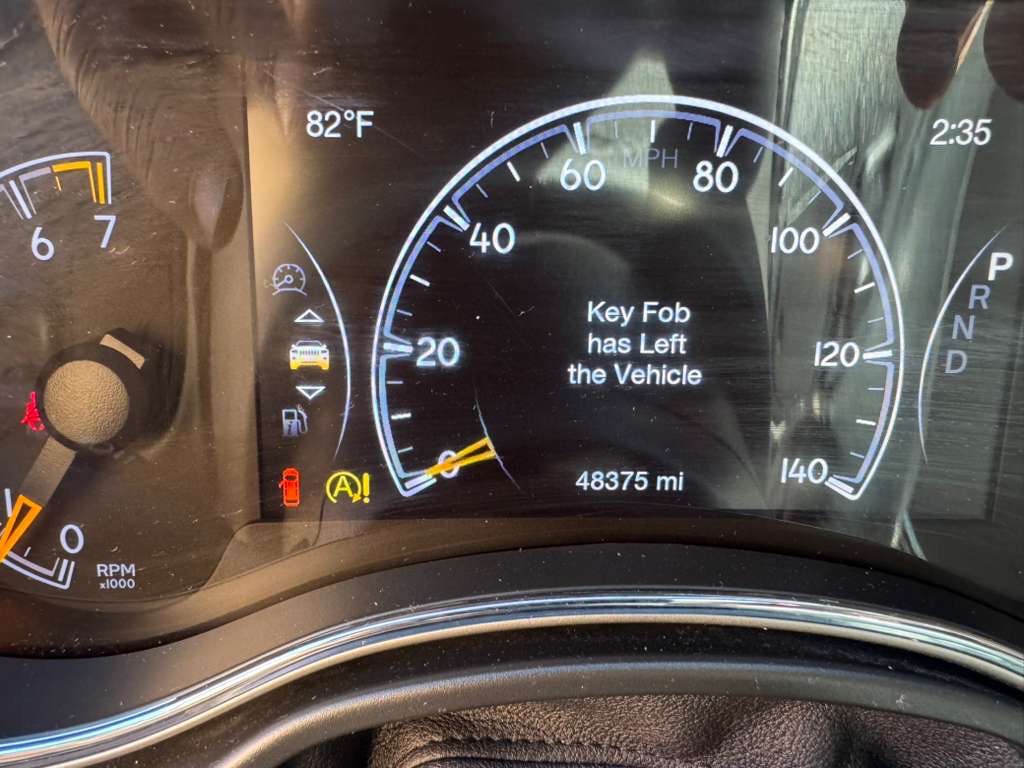 82°F
2:35
MPH
60
80
6
7
40
100
P
R
N
D
Key Fob
has Left
the Vehicle
20
120
0
140
48375 mi
A!
1
0
RPM
x1000